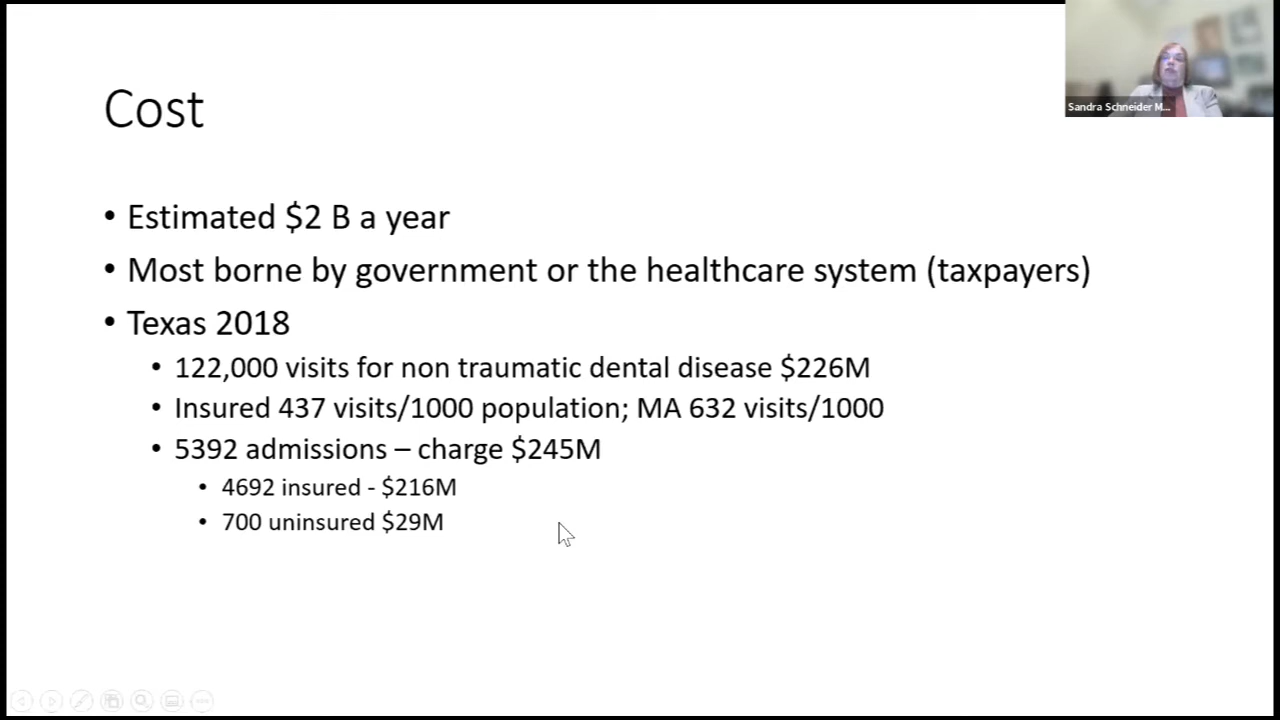 Cost
• Estimated $2 B a year
• Most borne by government or the healthcare system (taxpayers)
• Texas 2018
• 122,000 visits for non traumatic dental disease $226M
• Insured 437 visits/1000 population; MA 632 visits/1000
• 5392 admissions – charge $245M
• 4692 insured - $216M
• 700 uninsured $29M
Sandra Schneider M...